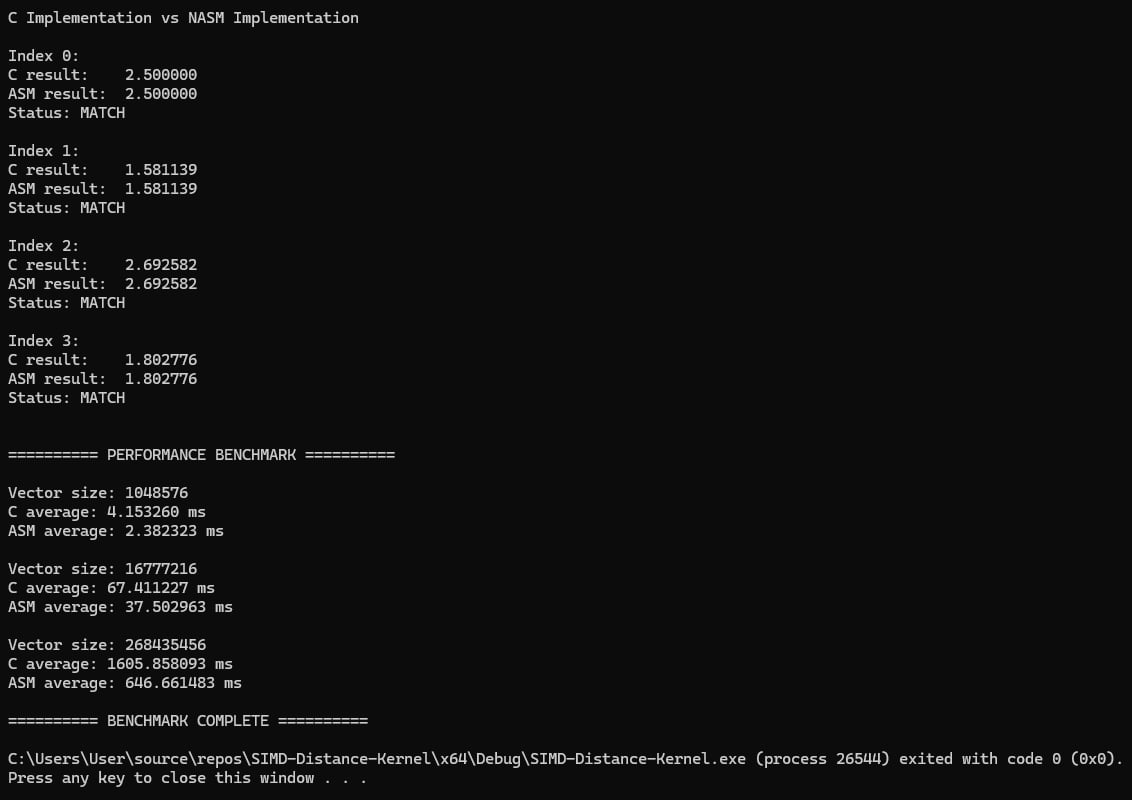 C Implementation vs NASM Implementation
Index 0:
C result:    2.500000
ASM result:  2.500000
Status: MATCH
Index 1:
C result:    1.581139
ASM result:  1.581139
Status: MATCH
Index 2:
C result:    2.692582
ASM result:  2.692582
Status: MATCH
Index 3:
C result:    1.802776
ASM result:  1.802776
Status: MATCH
========== PERFORMANCE BENCHMARK ==========
Vector size: 1048576
C average: 4.153260 ms
ASM average: 2.382323 ms
Vector size: 16777216
C average: 67.411227 ms
ASM average: 37.502963 ms
Vector size: 268435456
C average: 1605.858093 ms
ASM average: 646.661483 ms
========== BENCHMARK COMPLETE ==========
C:\Users\User\source\repos\SIMD-Distance-Kernel\x64\Debug\SIMD-Distance-Kernel.exe (process 26544) exited with code 0 (0x0).
Press any key to close this window . . .